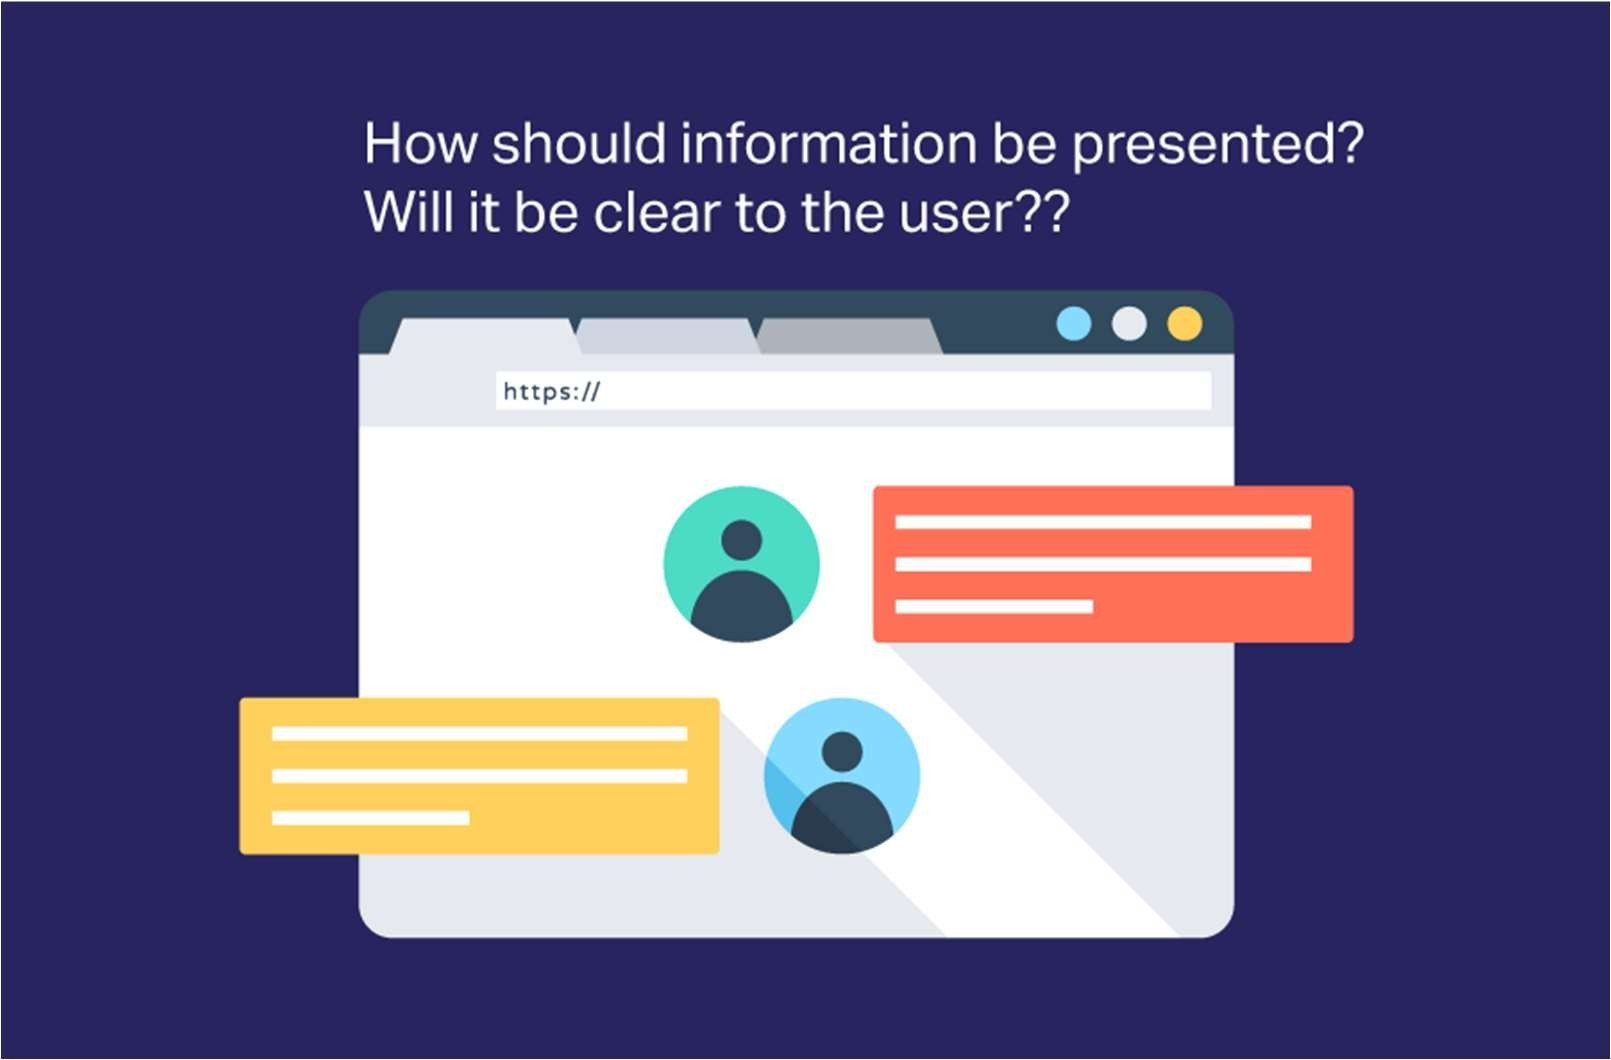 How should information be presented?
Will it be clear to the user??
https://